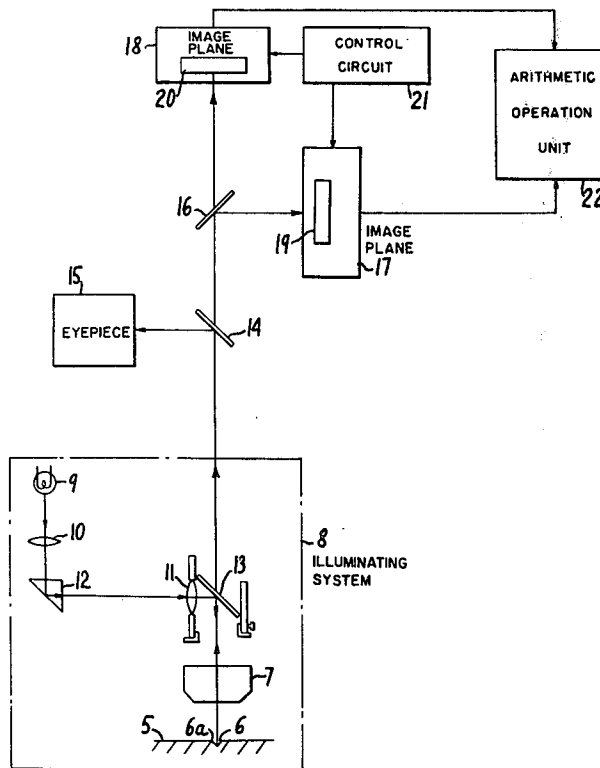 18
IMAGE
PLANE
20
CONTROL
CIRCUIT
21
ARITHMETIC
OPERATION
UNIT
22
16
19
IMAGE
PLANE
17
15
EYEPIECE
14
9
10
12
11
13
8
ILLUMINATING
SYSTEM
7
5
6a
6